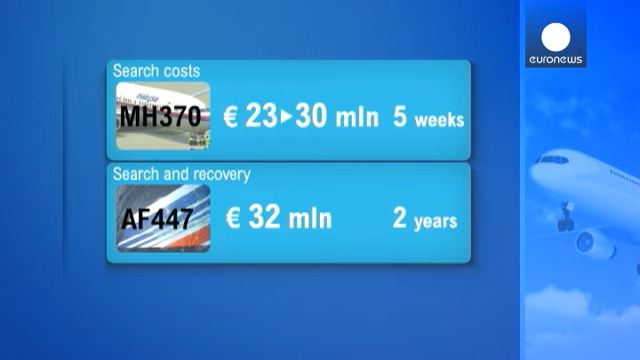 euronews
Search costs
MH370 € 23▸30 mln 5 weeks
Search and recovery
AF447 € 32 mln 2 years